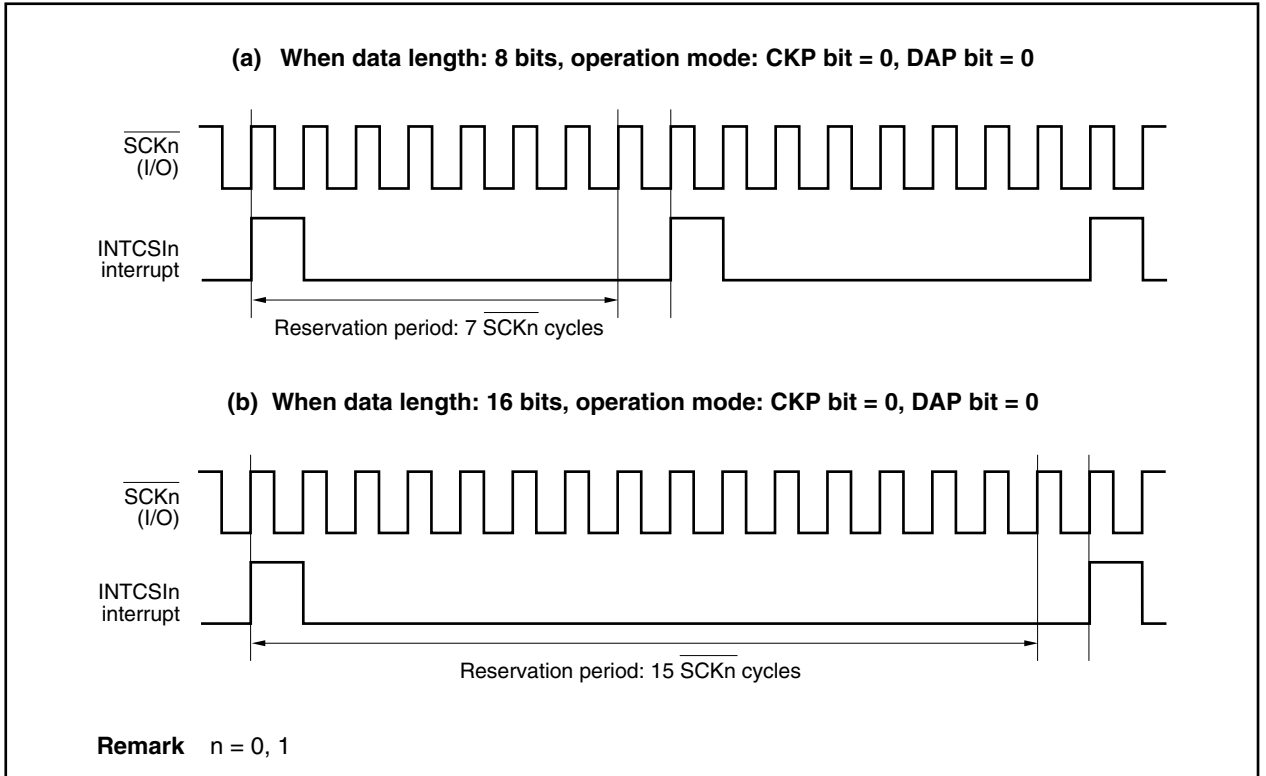 (a) When data length: 8 bits, operation mode: CKP bit = 0, DAP bit = 0
SCKn
(I/O)
INTCSIn
interrupt
Reservation period: 7 SCKn cycles
(b) When data length: 16 bits, operation mode: CKP bit = 0, DAP bit = 0
SCKn
(I/O)
INTCSIn
interrupt
Reservation period: 15 SCKn cycles
Remark n = 0, 1